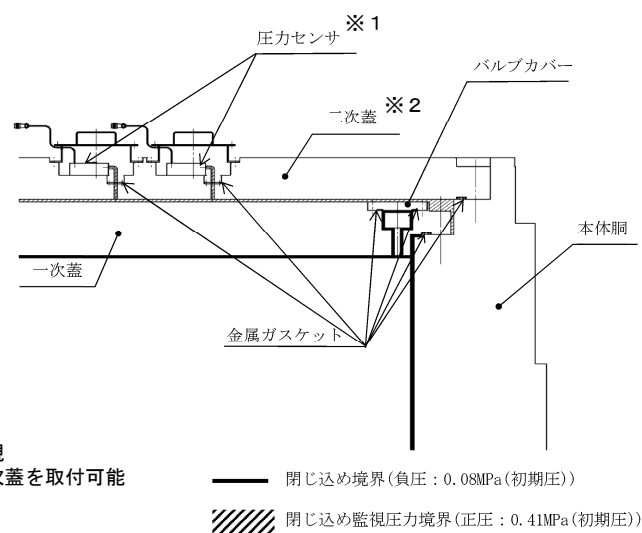 圧力センサ※1
バルブカバー
二次蓋※2
本体胴
一次蓋
金属ガスケット
視
次蓋を取付可能
閉じ込め境界(負圧：0.08MPa(初期圧))
閉じ込め監視圧力境界(正圧：0.41MPa(初期圧))